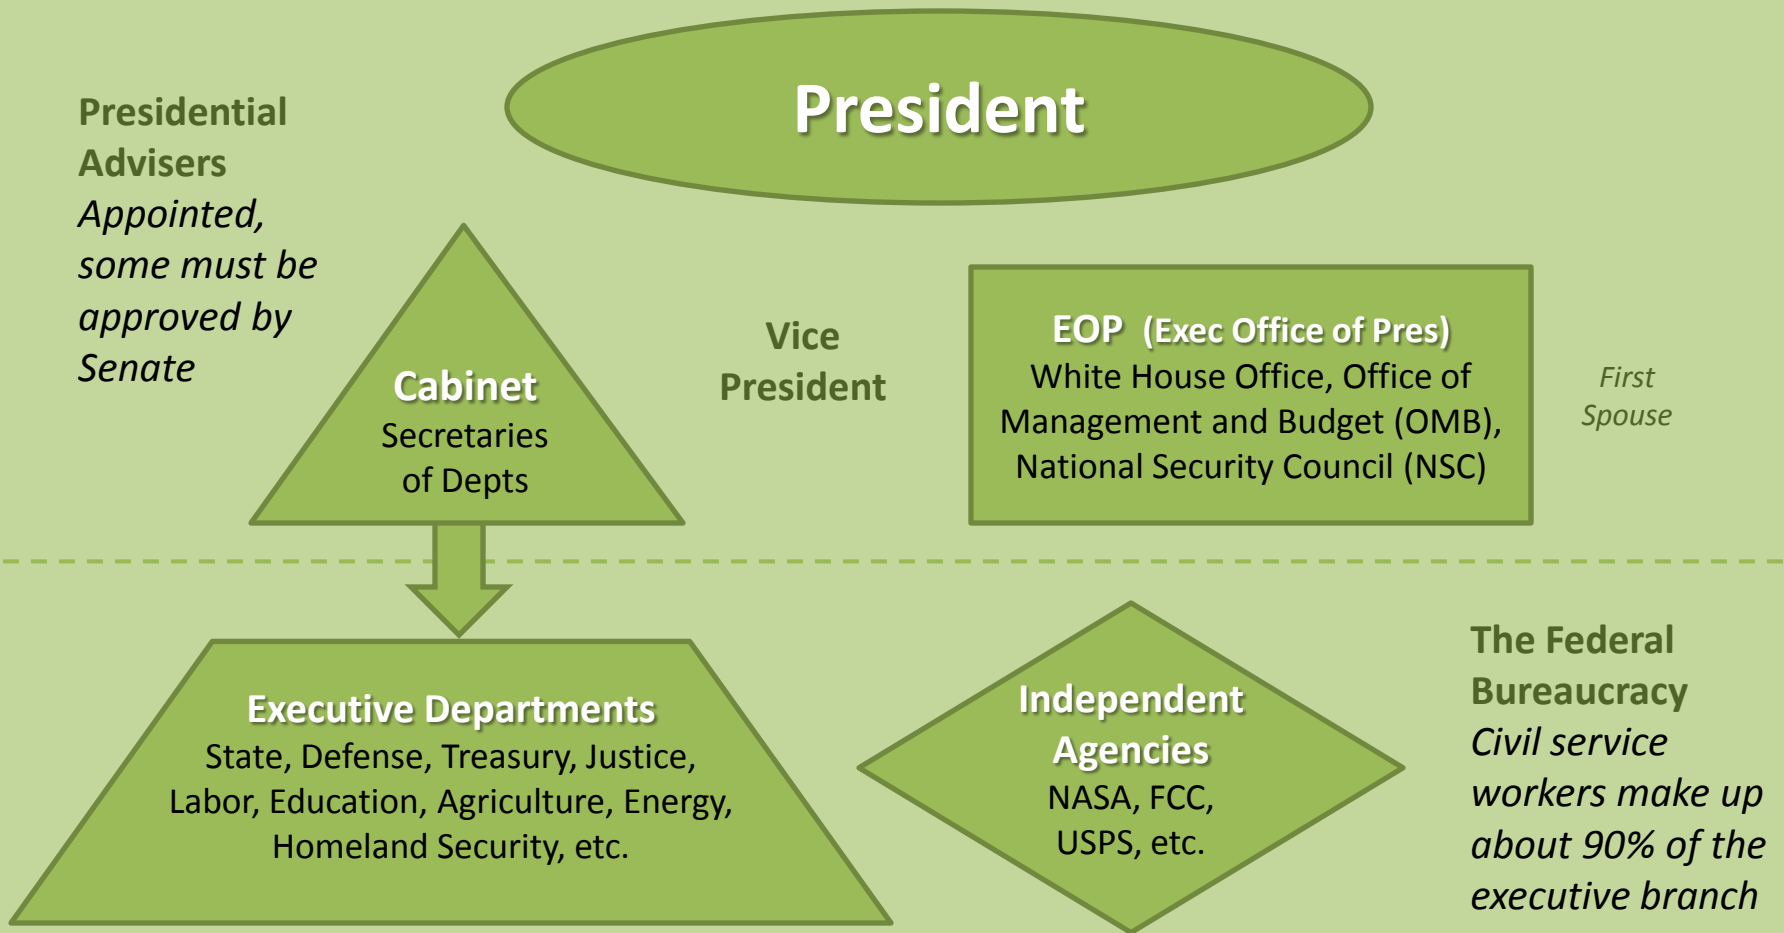 President
Presidential
Advisers
Appointed,
some must be
approved by
Senate
Cabinet
Secretaries
of Depts
Vice
President
EOP (Exec Office of Pres)
White House Office, Office of
Management and Budget (OMB),
National Security Council (NSC)
First
Spouse
Executive Departments
State, Defense, Treasury, Justice,
Labor, Education, Agriculture, Energy,
Homeland Security, etc.
Independent
Agencies
NASA, FCC,
USPS, etc.
The Federal
Bureaucracy
Civil service
workers make up
about 90% of the
executive branch